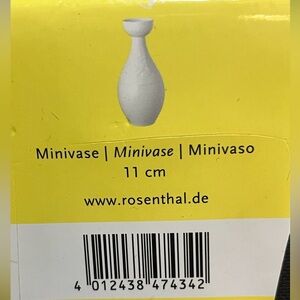 Minivase | Minivase | Minivaso
11 cm
www.rosenthal.de
4 012438 474342